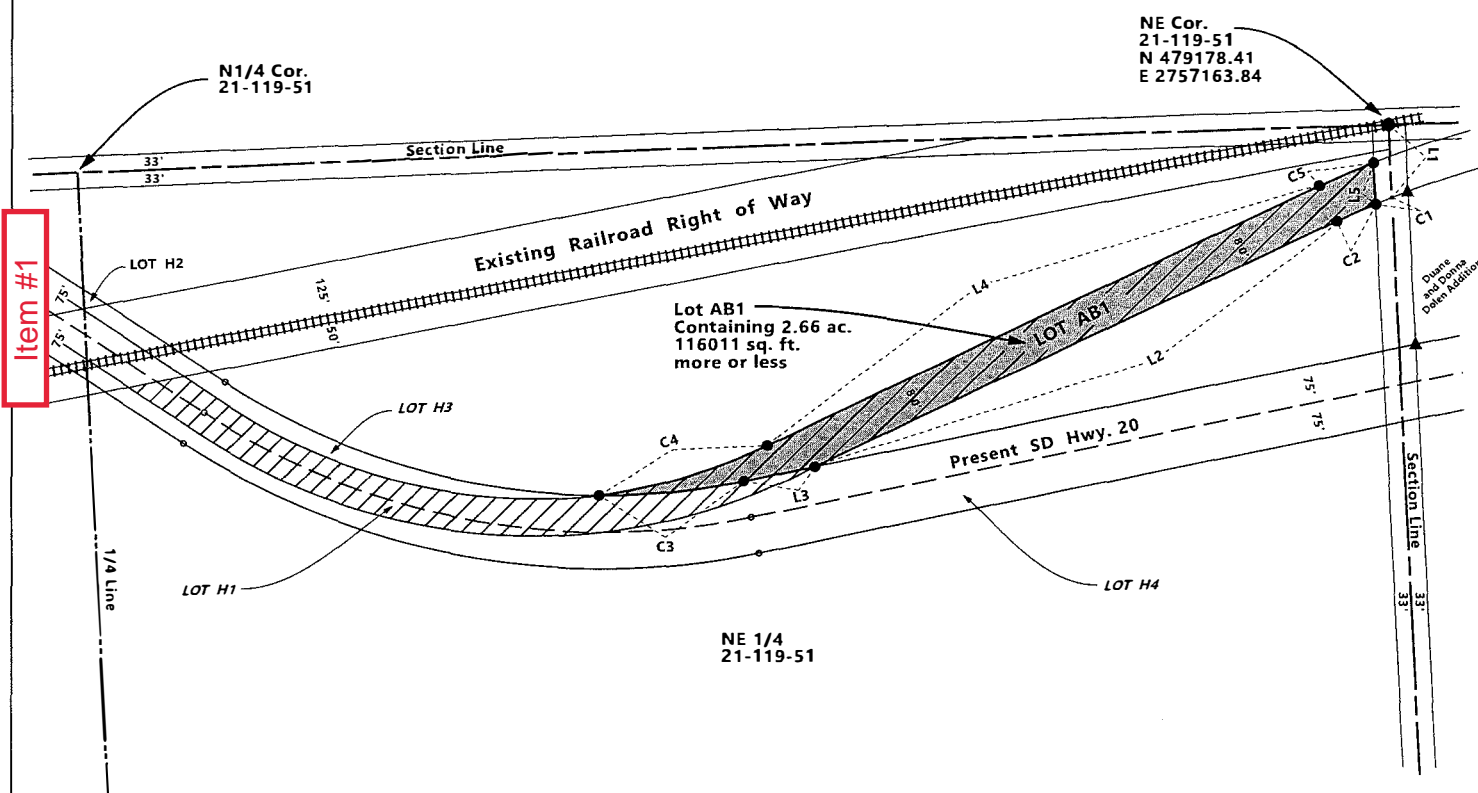 NE Cor.
21-119-51
N 479178.41
E 2757163.84
N1/4 Cor.
21-119-51
Section Line
33'
33'
L1
C5
L5
C1
C2
Existing Railroad Right of Way
Item #1
LOT H2
75'
75'
125'
50'
80
L4
Duane
and Donna
Dolen Addition
Lot AB1
Containing 2.66 ac.
116011 sq. ft.
more or less
LOT AB1
L2
80
LOT H3
C4
75'
75'
Present SD Hwy. 20
Section Line
L3
C3
1/4 Line
LOT H1
LOT H4
33'
33'
NE 1/4
21-119-51